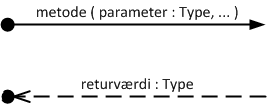 metode ( parameter : Type, ... )
returværdi : Type